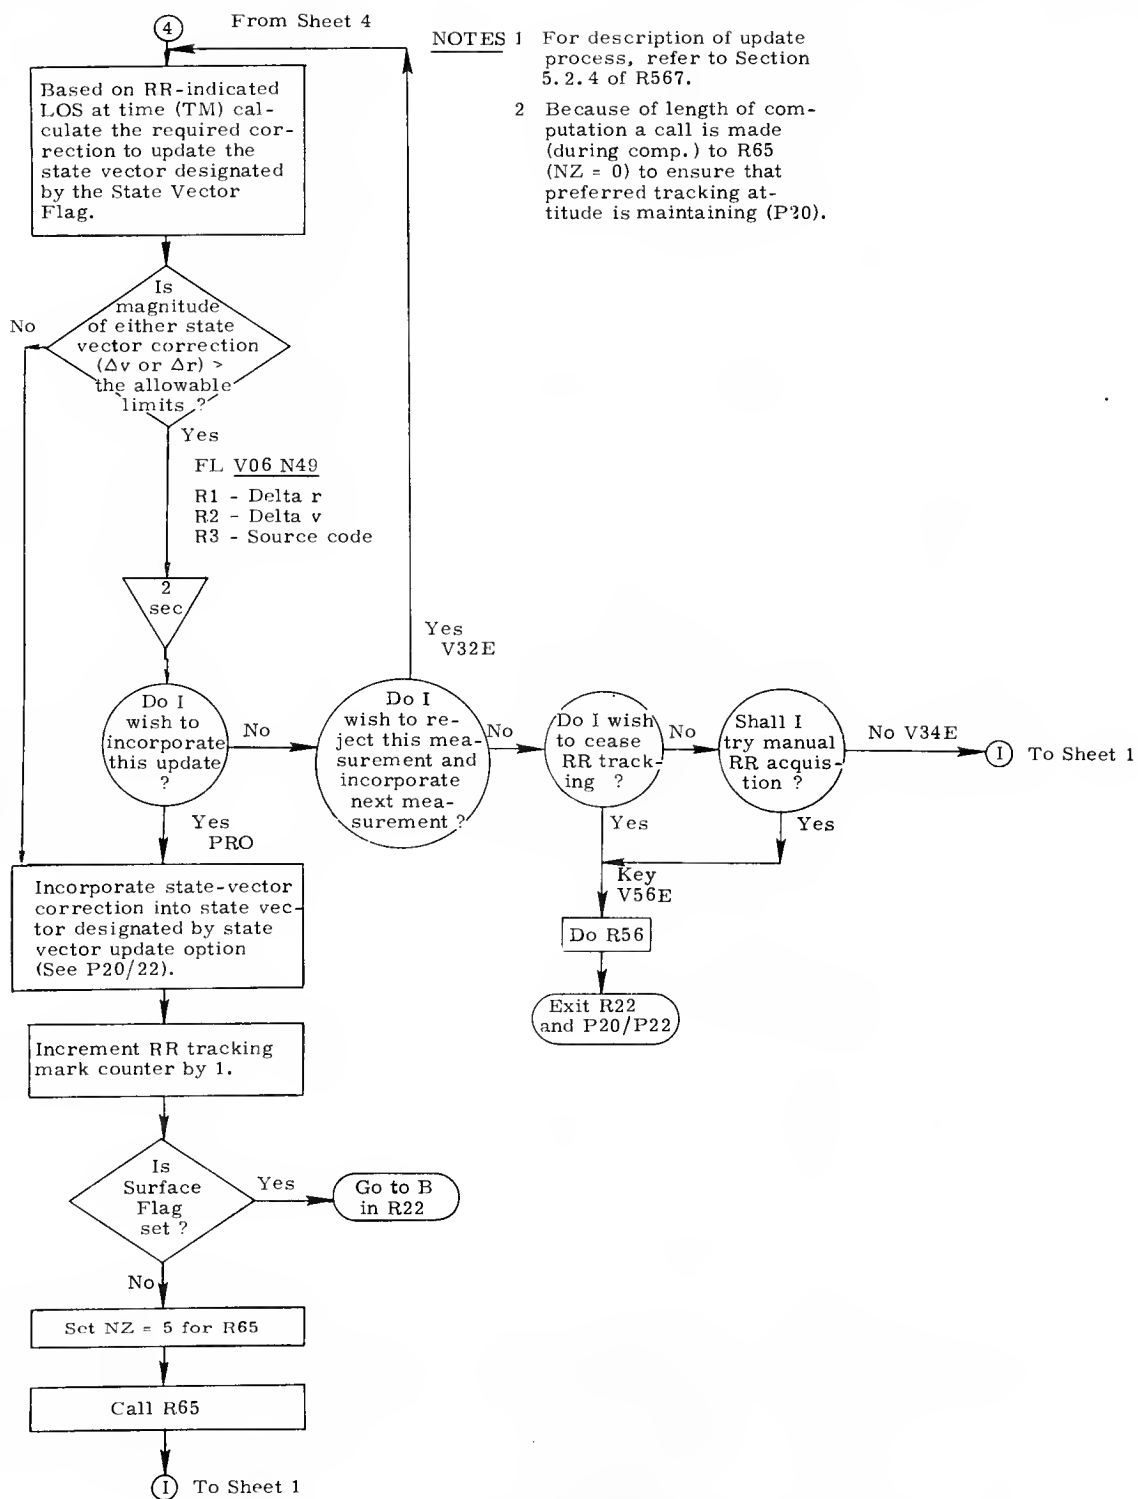 4
From Sheet 4
NOTES 1 For description of update
process, refer to Section
5.2.4 of R567.
2 Because of length of com-
putation a call is made
(during comp.) to R65
(NZ = 0) to ensure that
preferred tracking at-
titude is maintaining (P20).
Based on RR-indicated
LOS at time (TM) cal-
culate the required cor-
rection to update the
state vector designated
by the State Vector
Flag.
Is
magnitude
of either state
vector correction
(Δv or Δr) >
the allowable
limits ?
No
Yes
FL V06 N49
R1 - Delta r
R2 - Delta v
R3 - Source code
2
sec
Do I
wish to
incorporate
this update
?
No
Yes
PRO
Do I
wish to re-
ject this mea-
surement and
incorporate
next mea-
surement ?
Yes
V32E
No
Do I wish
to cease
RR track-
ing ?
No
Yes
Shall I
try manual
RR acquis-
tion ?
No V34E
I To Sheet 1
Yes
Key
V56E
Do R56
Exit R22
and P20/P22
Incorporate state-vector
correction into state vec-
tor designated by state
vector update option
(See P20/22).
Increment RR tracking
mark counter by 1.
Is
Surface
Flag
set ?
Yes
Go to B
in R22
No
Set NZ = 5 for R65
Call R65
I To Sheet 1